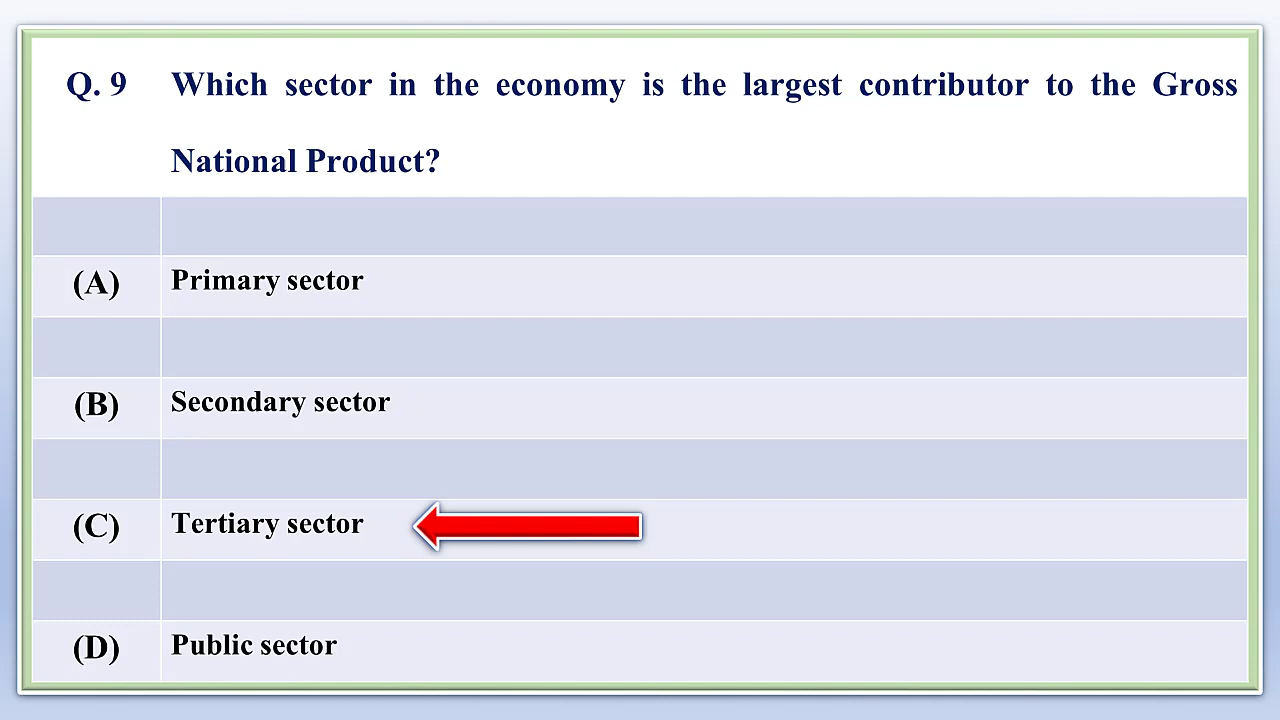 Q. 9 Which sector in the economy is the largest contributor to the Gross
National Product?
(A) Primary sector
(B) Secondary sector
(C) Tertiary sector
(D) Public sector